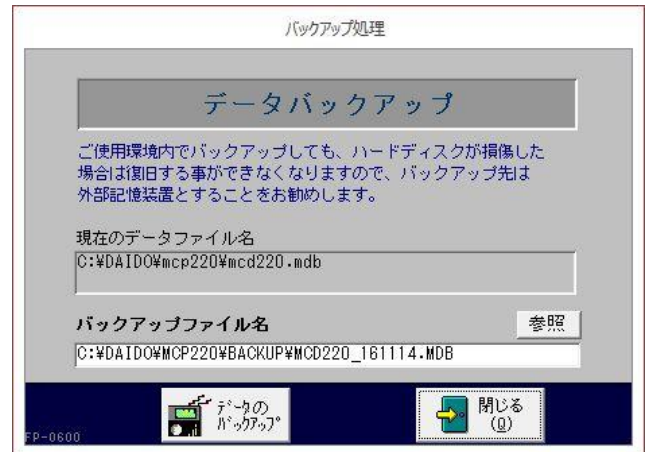 バックアップ処理
データバックアップ
ご使用環境内でバックアップしても、ハードディスクが損傷した
場合は復旧する事ができなくなりますので、バックアップ先は
外部記憶装置とすることをお勧めします。
現在のデータファイル名
C:¥DAIDO¥mcp220¥mcd220.mdb
バックアップファイル名
参照
C:¥DAIDO¥MCP220¥BACKUP¥MCD220_161114.MDB
データの
バックアップ
閉じる
(Q)
FP-0600